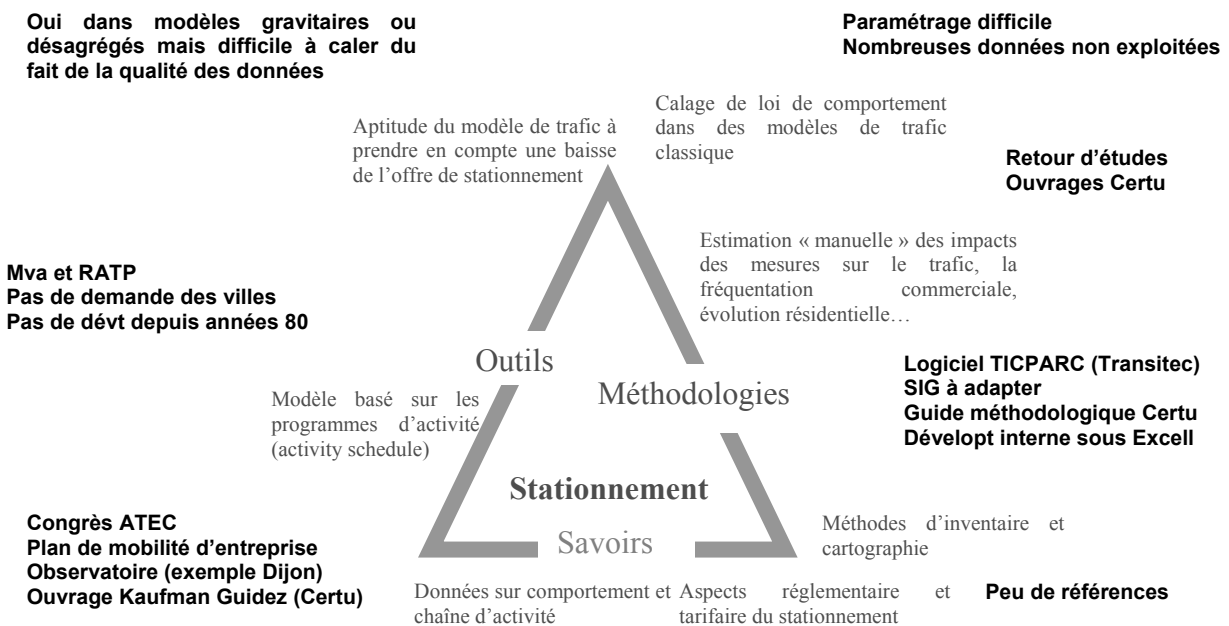 Oui dans modèles gravitaires ou
désagrégés mais difficile à caler du
fait de la qualité des données
Paramétrage difficile
Nombreuses données non exploitées
Aptitude du modèle de trafic à
prendre en compte une baisse
de l'offre de stationnement
Calage de loi de comportement
dans des modèles de trafic
classique
Retour d'études
Ouvrages Certu
Estimation « manuelle » des impacts
des mesures sur le trafic, la
fréquentation commerciale,
évolution résidentielle…
Mva et RATP
Pas de demande des villes
Pas de dévt depuis années 80
Outils
Méthodologies
Logiciel TICPARC (Transitec)
SIG à adapter
Guide méthodologique Certu
Dévelopt interne sous Excell
Modèle basé sur les
programmes d'activité
(activity schedule)
Stationnement
Savoirs
Congrès ATEC
Plan de mobilité d'entreprise
Observatoire (exemple Dijon)
Ouvrage Kaufman Guidez (Certu)
Méthodes d'inventaire et
cartographie
Données sur comportement et
chaîne d'activité
Aspects réglementaire et
tarifaire du stationnement
Peu de références